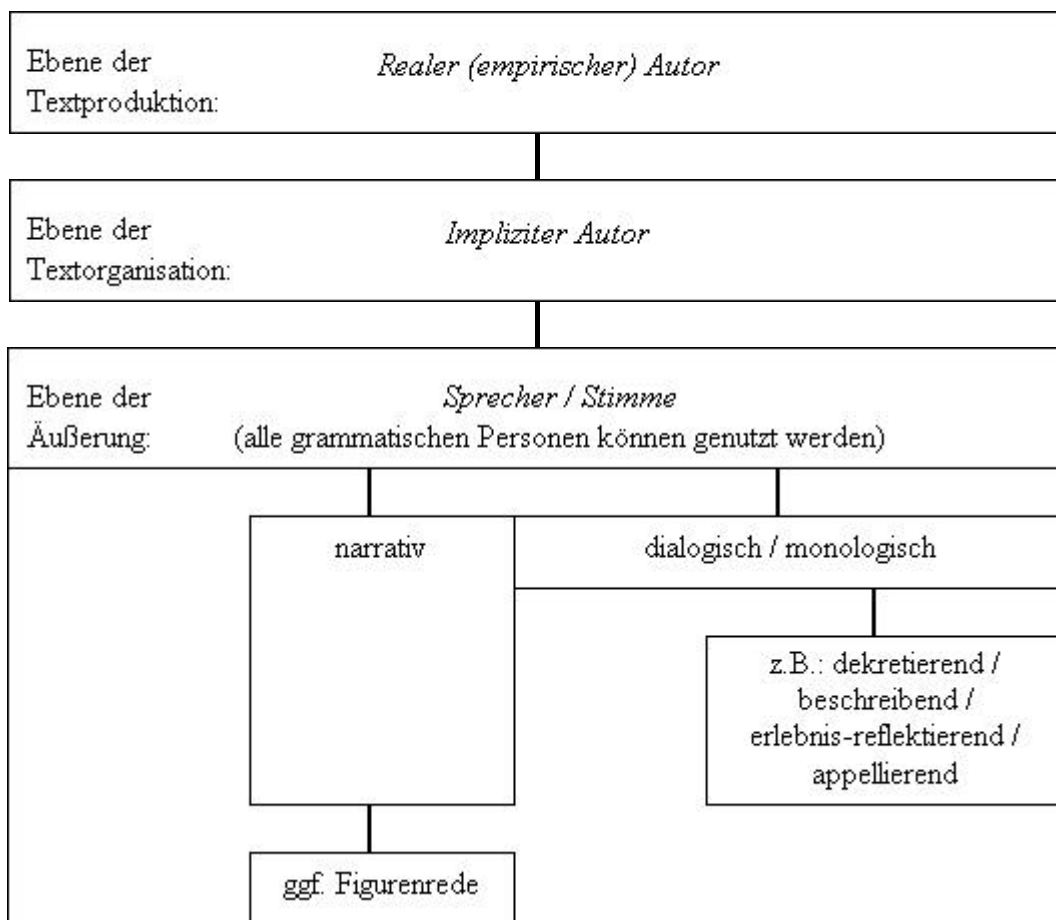 Ebene der
Textproduktion:
Realer (empirischer) Autor
Ebene der
Textorganisation:
Impliziter Autor
Ebene der
Äußerung:
Sprecher / Stimme
(alle grammatischen Personen können genutzt werden)
narrativ
dialogisch / monologisch
z.B.: dekretierend /
beschreibend /
erlebnis-reflektierend /
appellierend
ggf. Figurenrede